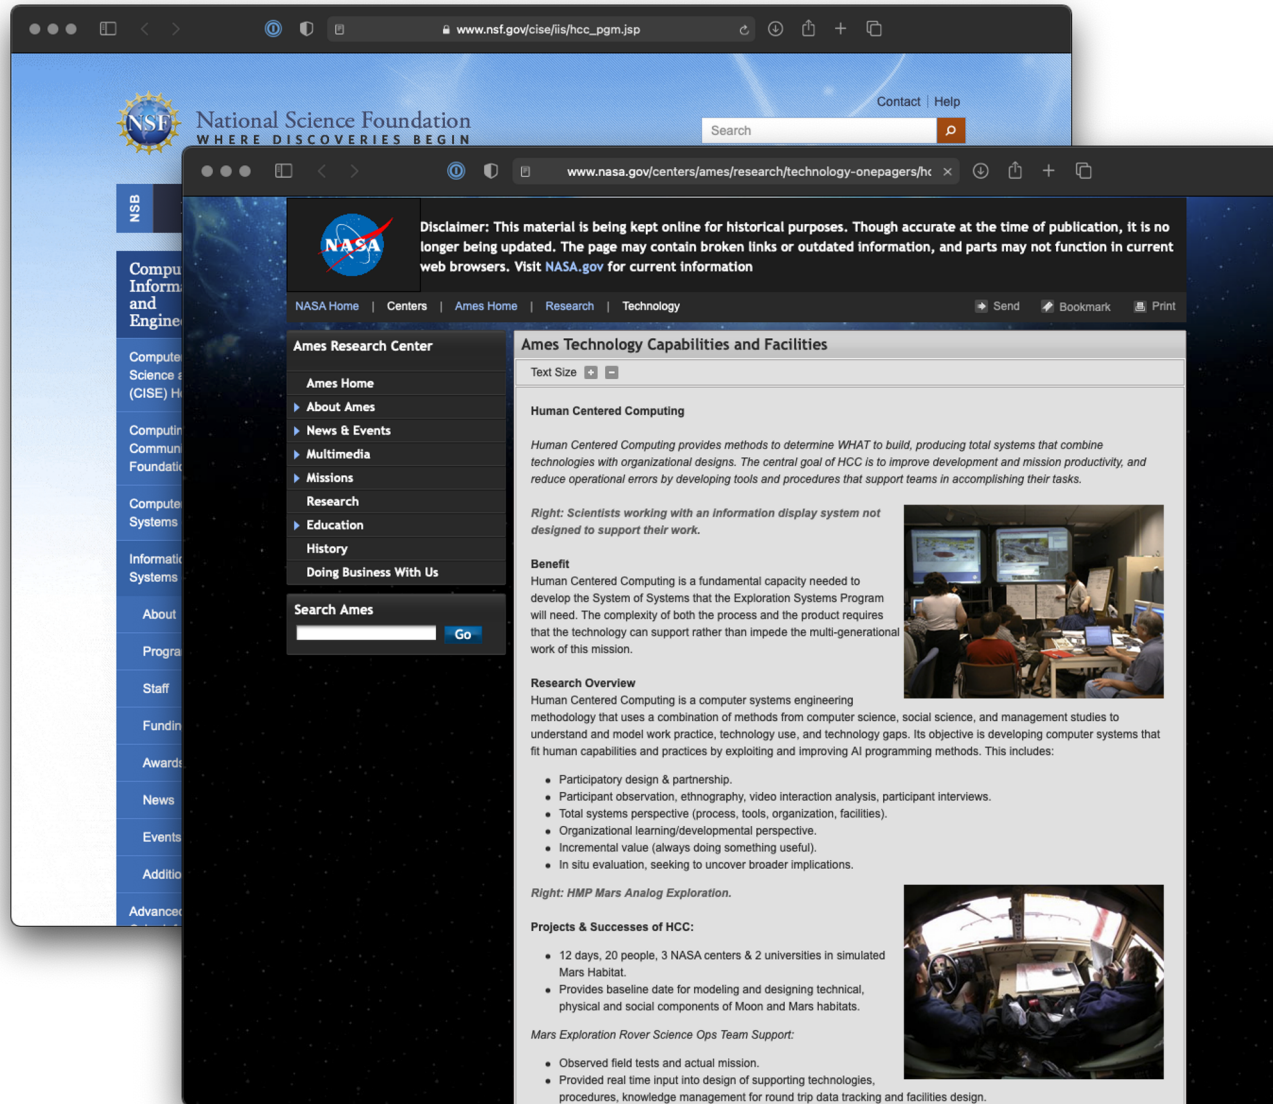 www.nsf.gov/cise/iis/hcc_pgm.jsp
Contact | Help
NSF
National Science Foundation
WHERE DISCOVERIES BEGIN
Search
NSB
Compu
Informa
and
Engine
Computer
Science a
(CISE) H
Computin
Communi
Foundatio
Computer
Systems
Informatio
Systems
About
Progra
Staff
Fundin
Awards
News
Events
Additio
Advanced
www.nasa.gov/centers/ames/research/technology-onepagers/hc
NASA
Disclaimer: This material is being kept online for historical purposes. Though accurate at the time of publication, it is no
longer being updated. The page may contain broken links or outdated information, and parts may not function in current
web browsers. Visit NASA.gov for current information
NASA Home | Centers | Ames Home | Research | Technology
Send Bookmark Print
Ames Research Center
Ames Home
About Ames
News & Events
Multimedia
Missions
Research
Education
History
Doing Business With Us
Search Ames
Go
Ames Technology Capabilities and Facilities
Text Size + -
Human Centered Computing
Human Centered Computing provides methods to determine WHAT to build, producing total systems that combine
technologies with organizational designs. The central goal of HCC is to improve development and mission productivity, and
reduce operational errors by developing tools and procedures that support teams in accomplishing their tasks.
Right: Scientists working with an information display system not
designed to support their work.
Benefit
Human Centered Computing is a fundamental capacity needed to
develop the System of Systems that the Exploration Systems Program
will need. The complexity of both the process and the product requires
that the technology can support rather than impede the multi-generational
work of this mission.
Research Overview
Human Centered Computing is a computer systems engineering
methodology that uses a combination of methods from computer science, social science, and management studies to
understand and model work practice, technology use, and technology gaps. Its objective is developing computer systems that
fit human capabilities and practices by exploiting and improving AI programming methods. This includes:
• Participatory design & partnership.
• Participant observation, ethnography, video interaction analysis, participant interviews.
• Total systems perspective (process, tools, organization, facilities).
• Organizational learning/developmental perspective.
• Incremental value (always doing something useful).
• In situ evaluation, seeking to uncover broader implications.
Right: HMP Mars Analog Exploration.
Projects & Successes of HCC:
• 12 days, 20 people, 3 NASA centers & 2 universities in simulated
Mars Habitat.
• Provides baseline date for modeling and designing technical,
physical and social components of Moon and Mars habitats.
Mars Exploration Rover Science Ops Team Support:
• Observed field tests and actual mission.
• Provided real time input into design of supporting technologies,
procedures, knowledge management for round trip data tracking and facilities design.